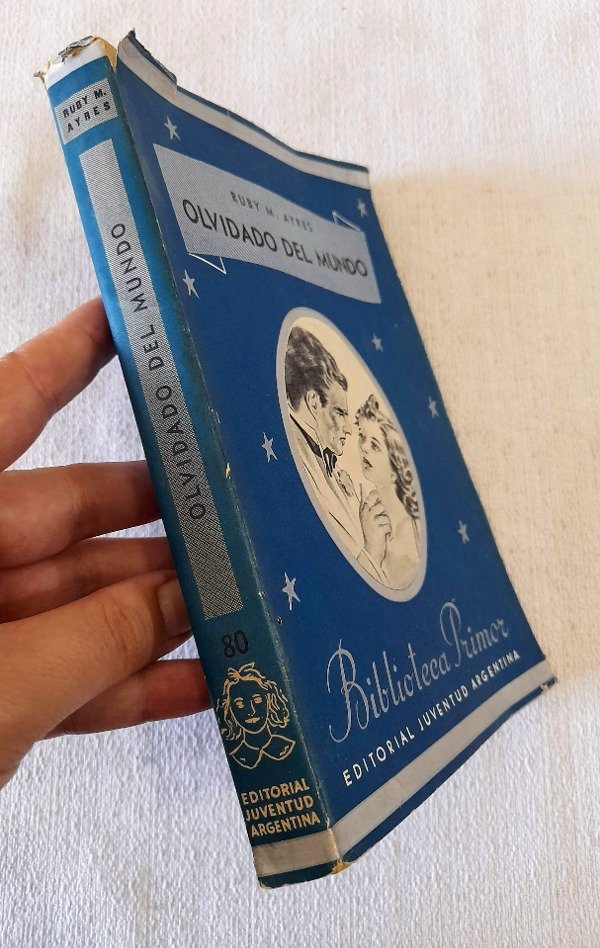 RUBY M.
AYRES
OLVIDADO DEL MUNDO
80
EDITORIAL
JUVENTUD
ARGENTINA
RUBY M. AYRES
OLVIDADO DEL MUNDO
Biblioteca Primor
EDITORIAL JUVENTUD ARGENTINA